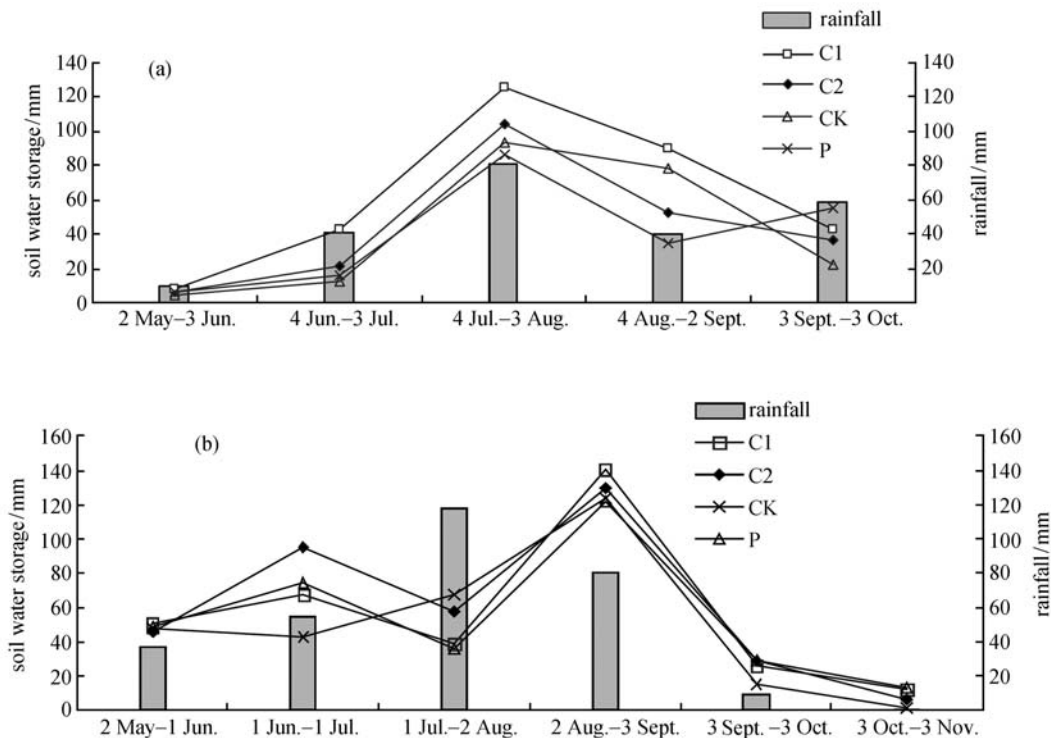 rainfall
C1
C2
CK
P
(a)
140
120
100
80
60
40
20
0
soil water storage/mm
140
120
100
80
60
40
20
rainfall/mm
2 May–3 Jun. 4 Jun.–3 Jul. 4 Jul.–3 Aug. 4 Aug.–2 Sept. 3 Sept.–3 Oct.
rainfall
C1
C2
CK
P
(b)
160
140
120
100
80
60
40
20
0
soil water storage/mm
160
140
120
100
80
60
40
20
0
rainfall/mm
2 May–1 Jun. 1 Jun.–1 Jul. 1 Jul.–2 Aug. 2 Aug.–3 Sept. 3 Sept.–3 Oct. 3 Oct.–3 Nov.